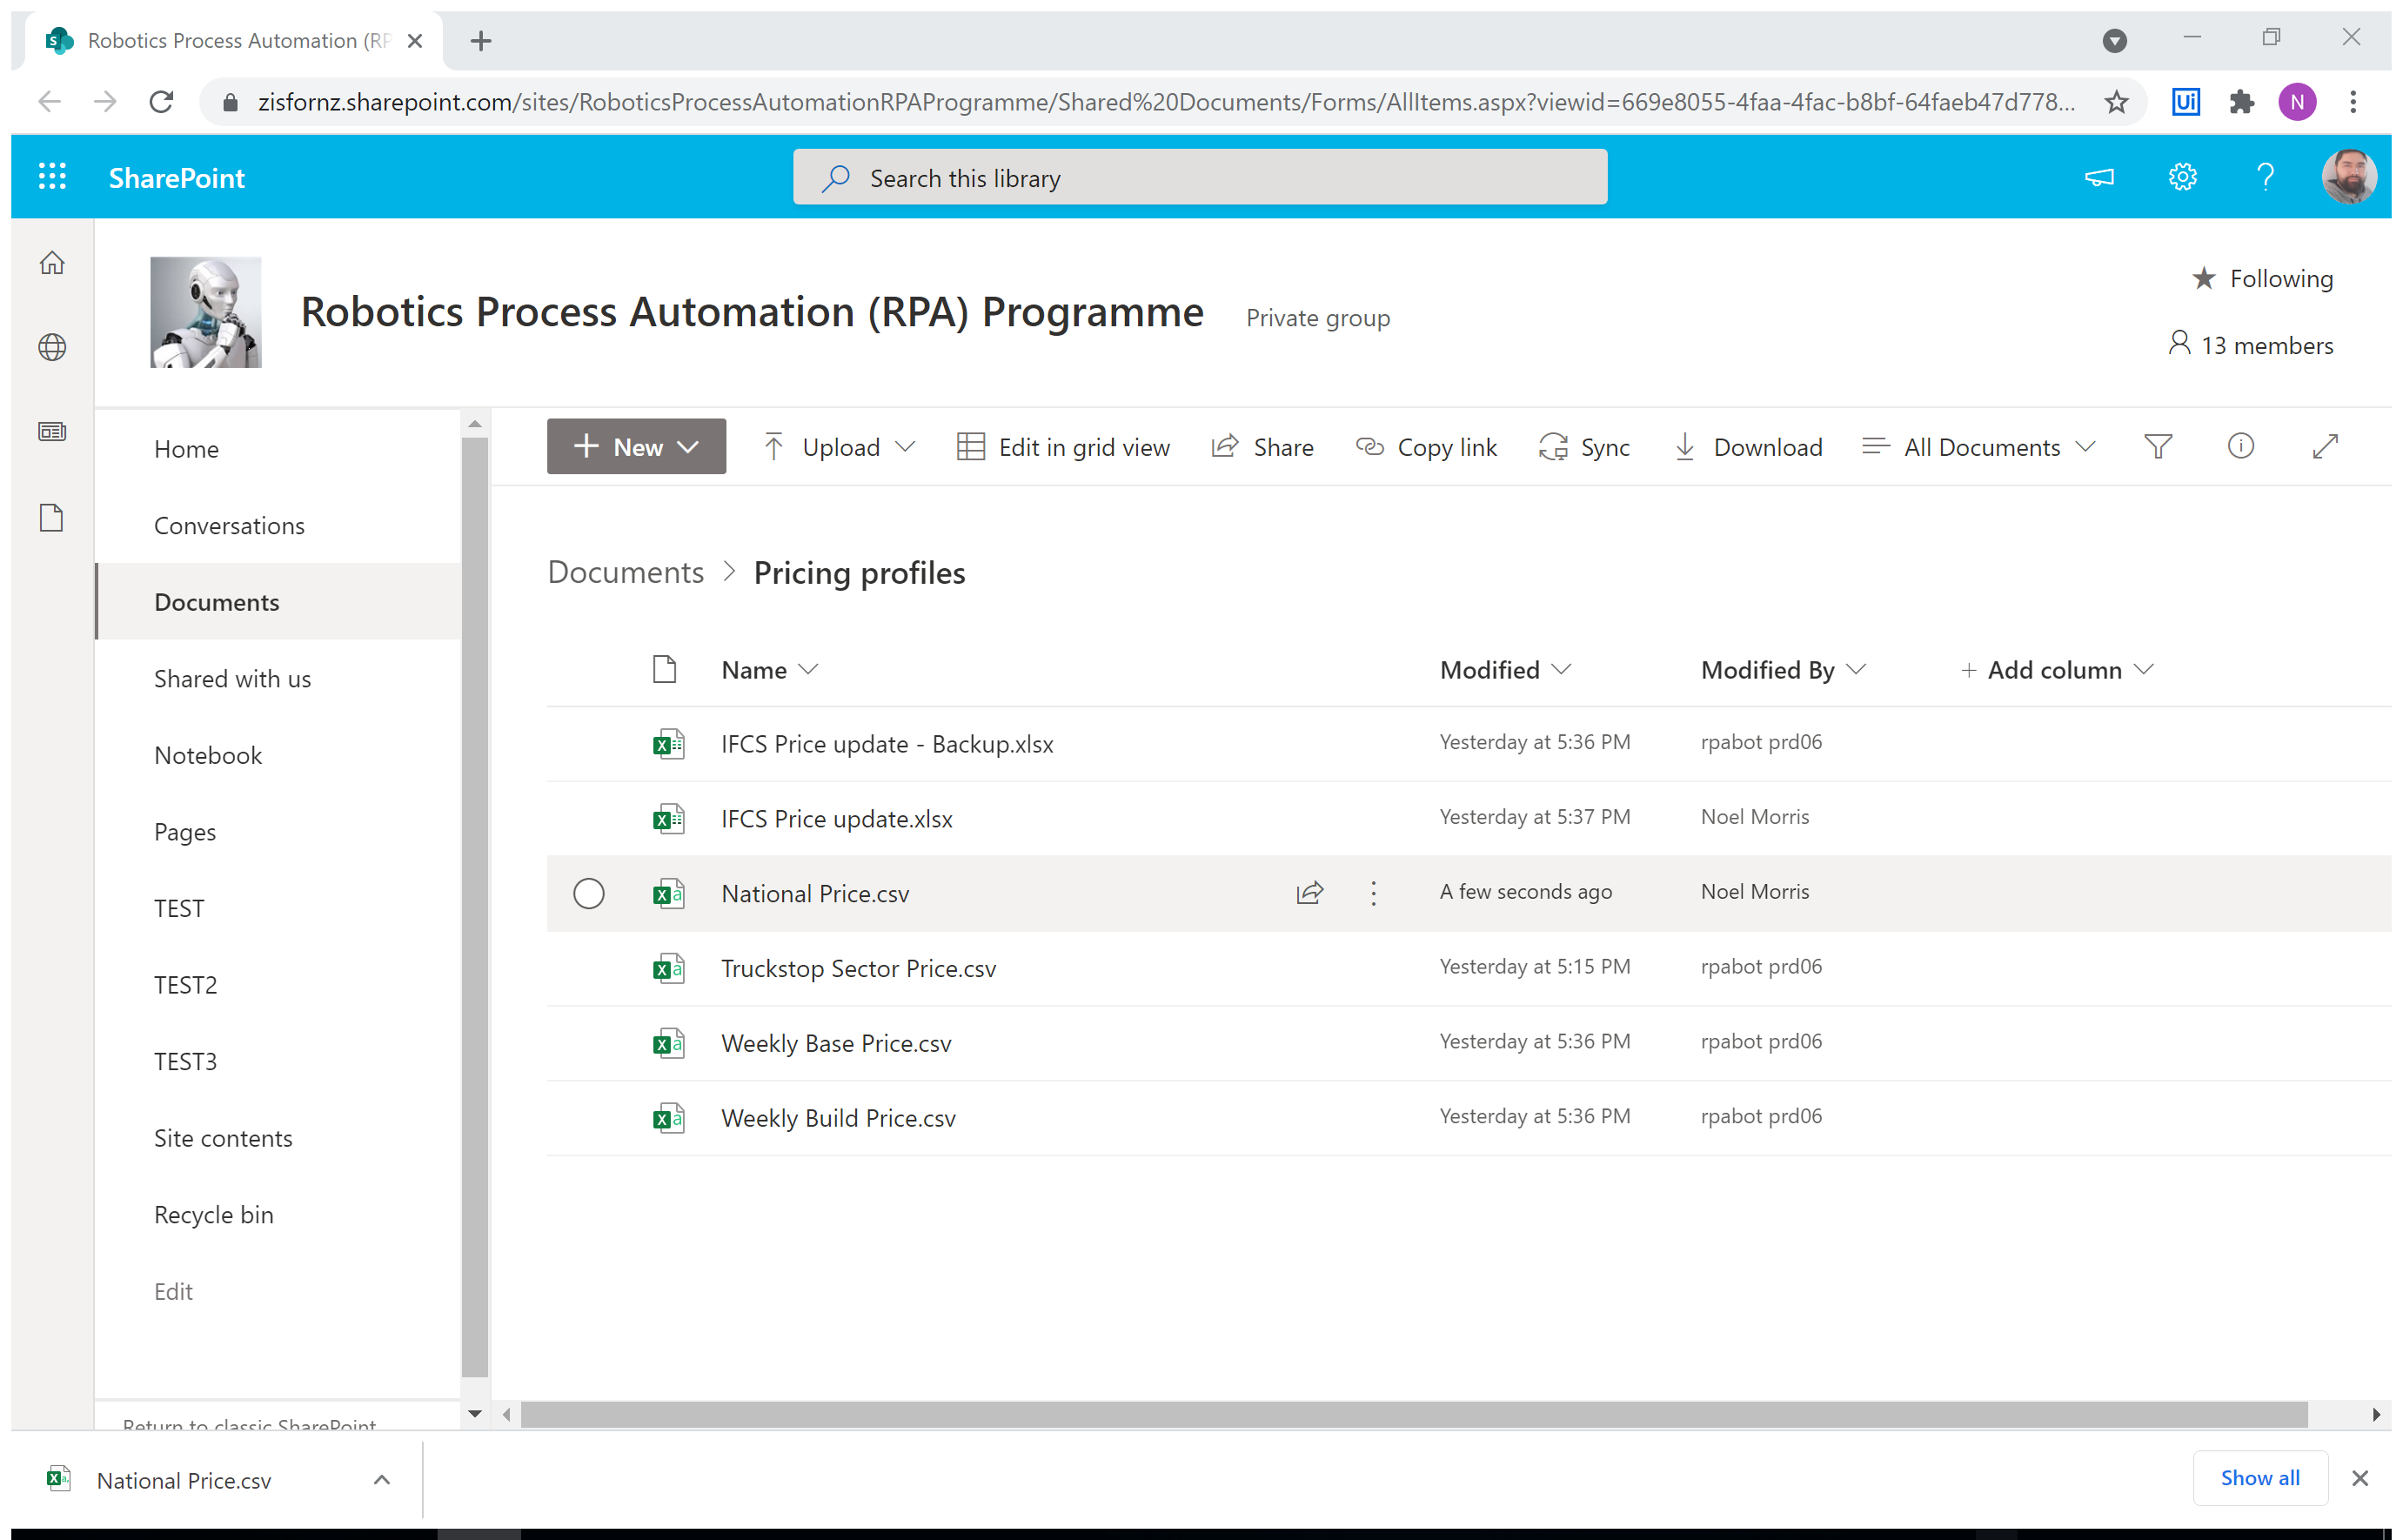 Robotics Process Automation (RP
zisfornz.sharepoint.com/sites/RoboticsProcessAutomationRPAProgramme/Shared%20Documents/Forms/AllItems.aspx?viewid=669e8055-4faa-4fac-b8bf-64faeb47d778...
Ui
N
SharePoint
Search this library
Robotics Process Automation (RPA) Programme
Private group
Following
13 members
Home
Conversations
Documents
Shared with us
Notebook
Pages
TEST
TEST2
TEST3
Site contents
Recycle bin
Edit
Return to classic SharePoint
New Upload Edit in grid view Share Copy link Sync Download All Documents
Documents > Pricing profiles
Name Modified Modified By + Add column
IFCS Price update - Backup.xlsx Yesterday at 5:36 PM rpabot prd06
IFCS Price update.xlsx Yesterday at 5:37 PM Noel Morris
National Price.csv A few seconds ago Noel Morris
Truckstop Sector Price.csv Yesterday at 5:15 PM rpabot prd06
Weekly Base Price.csv Yesterday at 5:36 PM rpabot prd06
Weekly Build Price.csv Yesterday at 5:36 PM rpabot prd06
National Price.csv
Show all